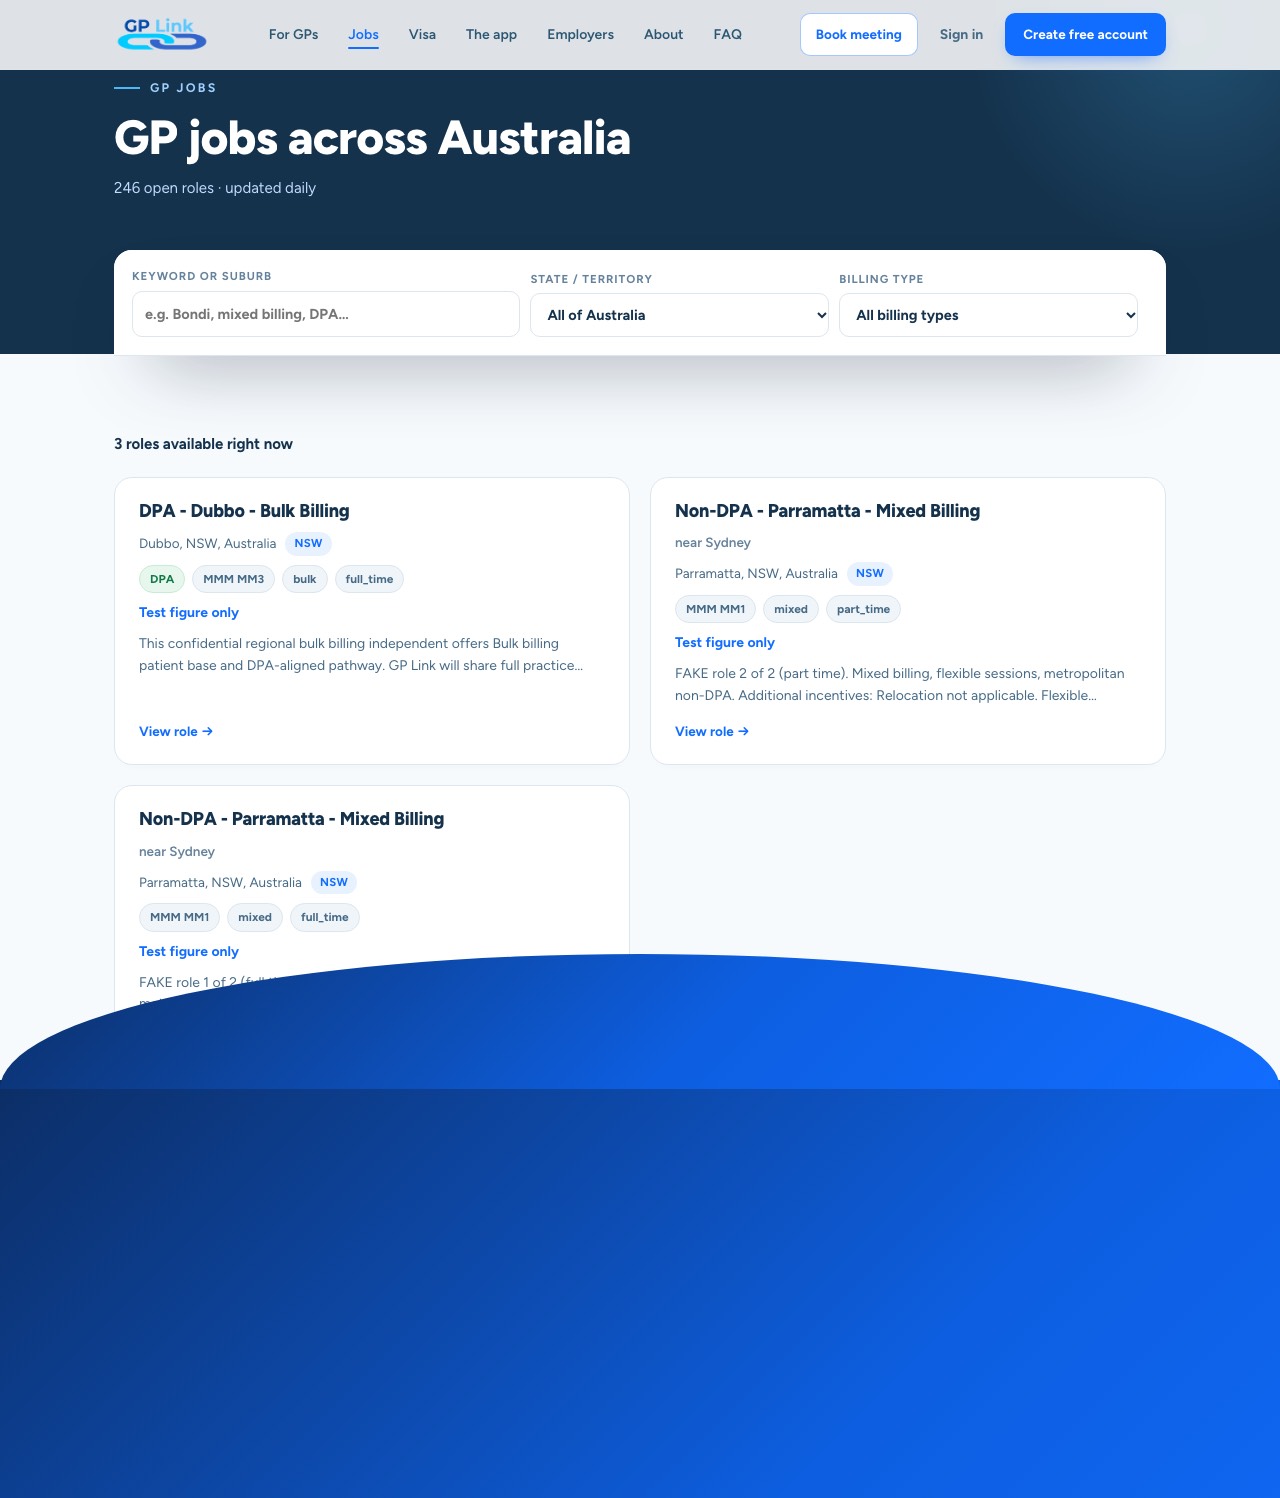 GP Link
For GPs
Jobs
Visa
The app
Employers
About
FAQ
Book meeting
Sign in
Create free account
GP JOBS
GP jobs across Australia
246 open roles · updated daily
KEYWORD OR SUBURB
e.g. Bondi, mixed billing, DPA...
STATE / TERRITORY
All of Australia
BILLING TYPE
All billing types
3 roles available right now
DPA - Dubbo - Bulk Billing
Dubbo, NSW, Australia NSW
DPA MMM MM3 bulk full_time
Test figure only
This confidential regional bulk billing independent offers Bulk billing
patient base and DPA-aligned pathway. GP Link will share full practice...
View role →
Non-DPA - Parramatta - Mixed Billing
near Sydney
Parramatta, NSW, Australia NSW
MMM MM1 mixed part_time
Test figure only
FAKE role 2 of 2 (part time). Mixed billing, flexible sessions, metropolitan
non-DPA. Additional incentives: Relocation not applicable. Flexible...
View role →
Non-DPA - Parramatta - Mixed Billing
near Sydney
Parramatta, NSW, Australia NSW
MMM MM1 mixed full_time
Test figure only
FAKE role 1 of 2